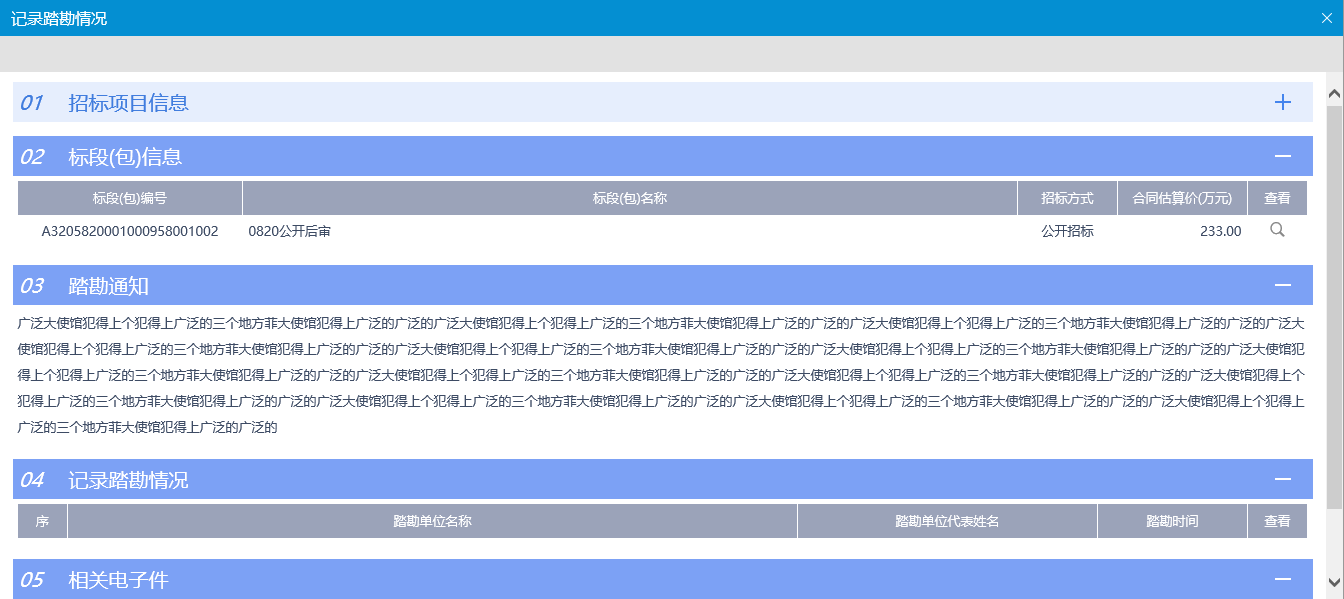 记录踏勘情况
01 招标项目信息
02 标段(包)信息
标段(包)编号 标段(包)名称 招标方式 合同估算价(万元) 查看
A3205820001000958001002 0820公开后审 公开招标 233.00
03 踏勘通知
广泛大使馆犯得上个犯得上广泛的三个地方菲大使馆犯得上广泛的广泛的广泛大使馆犯得上个犯得上广泛的三个地方菲大使馆犯得上广泛的广泛的广泛大使馆犯得上个犯得上广泛的三个地方菲大使馆犯得上广泛的广泛的广泛大
使馆犯得上个犯得上广泛的三个地方菲大使馆犯得上广泛的广泛的广泛大使馆犯得上个犯得上广泛的三个地方菲大使馆犯得上广泛的广泛的广泛大使馆犯得上个犯得上广泛的三个地方菲大使馆犯得上广泛的广泛的广泛大使馆犯
得上个犯得上广泛的三个地方菲大使馆犯得上广泛的广泛的广泛大使馆犯得上个犯得上广泛的三个地方菲大使馆犯得上广泛的广泛的广泛大使馆犯得上个犯得上广泛的三个地方菲大使馆犯得上广泛的广泛的广泛大使馆犯得上个
犯得上广泛的三个地方菲大使馆犯得上广泛的广泛的广泛大使馆犯得上个犯得上广泛的三个地方菲大使馆犯得上广泛的广泛的广泛大使馆犯得上个犯得上广泛的三个地方菲大使馆犯得上广泛的广泛的广泛大使馆犯得上个犯得上
广泛的三个地方菲大使馆犯得上广泛的广泛的
04 记录踏勘情况
序 踏勘单位名称 踏勘单位代表姓名 踏勘时间 查看
05 相关电子件